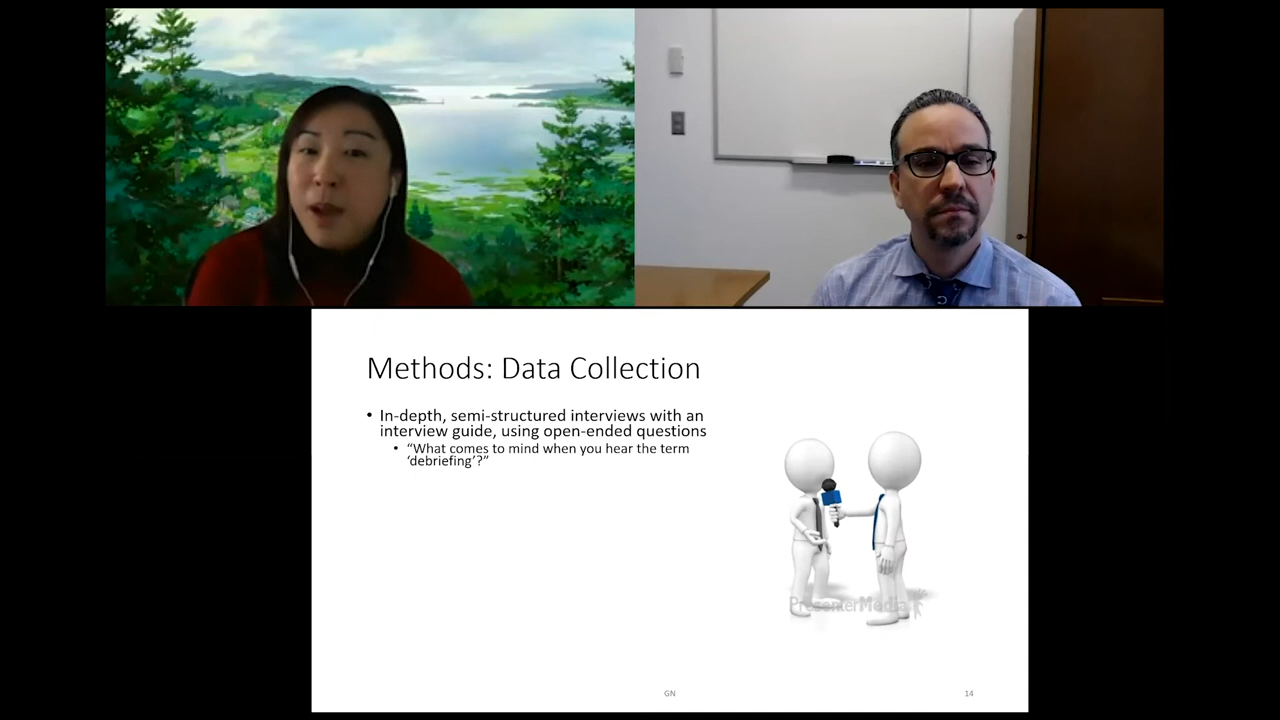 Methods: Data Collection
• In-depth, semi-structured interviews with an
interview guide, using open-ended questions
• “What comes to mind when you hear the term
‘debriefing’?”
PresenterMedia
GN
14